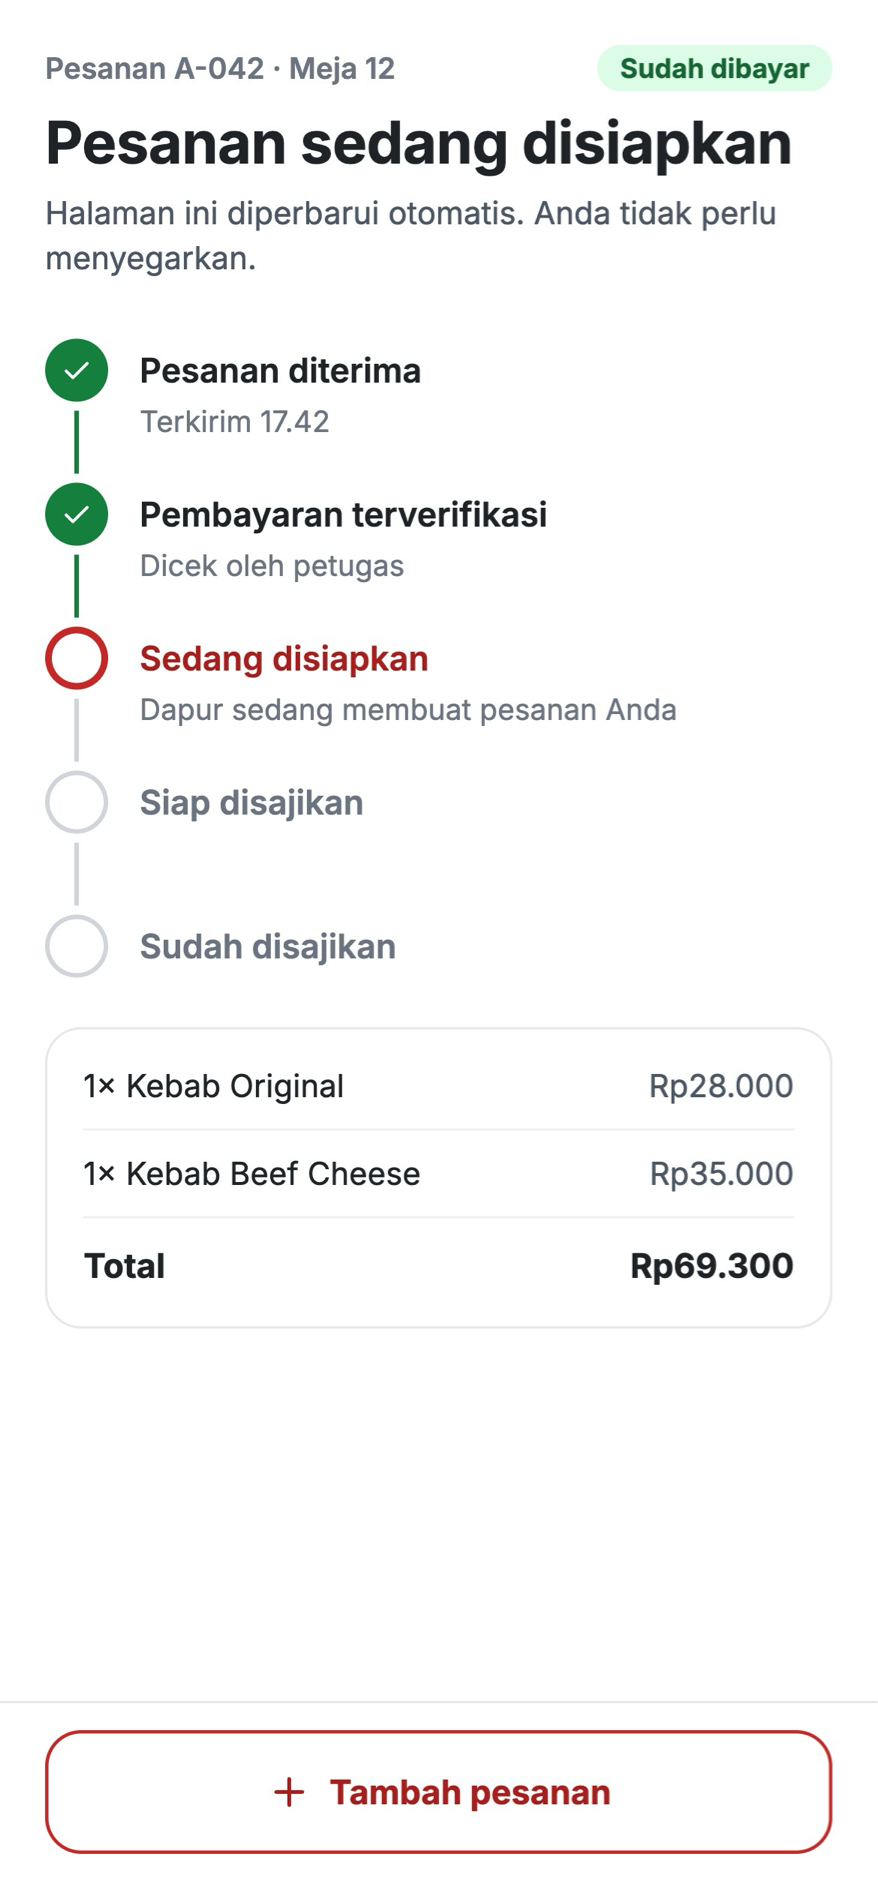 Pesanan A-042 · Meja 12
Sudah dibayar
Pesanan sedang disiapkan
Halaman ini diperbarui otomatis. Anda tidak perlu
menyegarkan.
Pesanan diterima
Terkirim 17.42
Pembayaran terverifikasi
Dicek oleh petugas
Sedang disiapkan
Dapur sedang membuat pesanan Anda
Siap disajikan
Sudah disajikan
1× Kebab Original Rp28.000
1× Kebab Beef Cheese Rp35.000
Total Rp69.300
+ Tambah pesanan